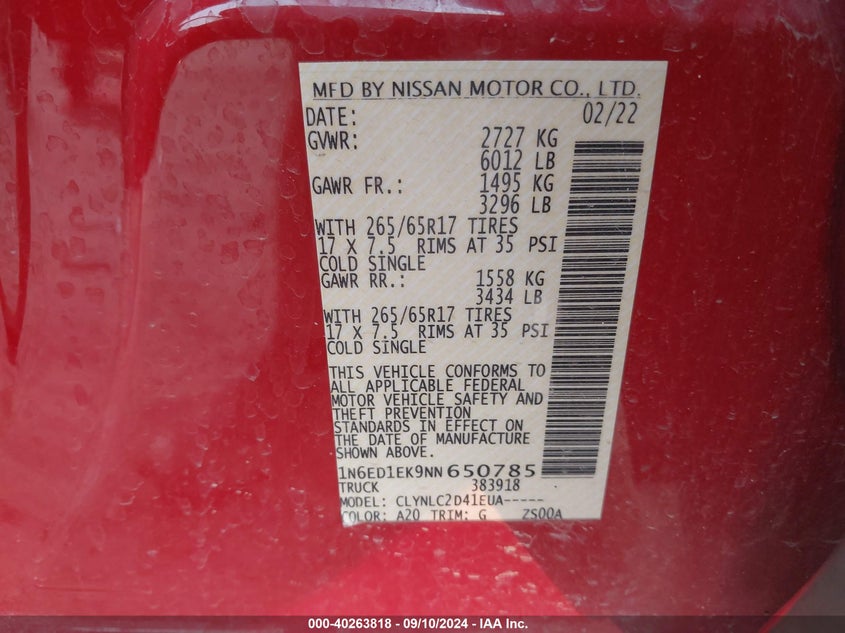 MFD BY NISSAN MOTOR CO., LTD.
DATE: 02/22
GVWR: 2727 KG
6012 LB
GAWR FR.: 1495 KG
3296 LB
WITH 265/65R17 TIRES
17 X 7.5 RIMS AT 35 PSI
COLD SINGLE
GAWR RR.: 1558 KG
3434 LB
WITH 265/65R17 TIRES
17 X 7.5 RIMS AT 35 PSI
COLD SINGLE
THIS VEHICLE CONFORMS TO
ALL APPLICABLE FEDERAL
MOTOR VEHICLE SAFETY AND
THEFT PREVENTION
STANDARDS IN EFFECT ON
THE DATE OF MANUFACTURE
SHOWN ABOVE.
1N6ED1EK9NN650785
TRUCK 383918
MODEL: CLYNLC2D41EUA-----
COLOR: A20 TRIM: G ZS00A
000-40263818 - 09/10/2024 - IAA Inc.